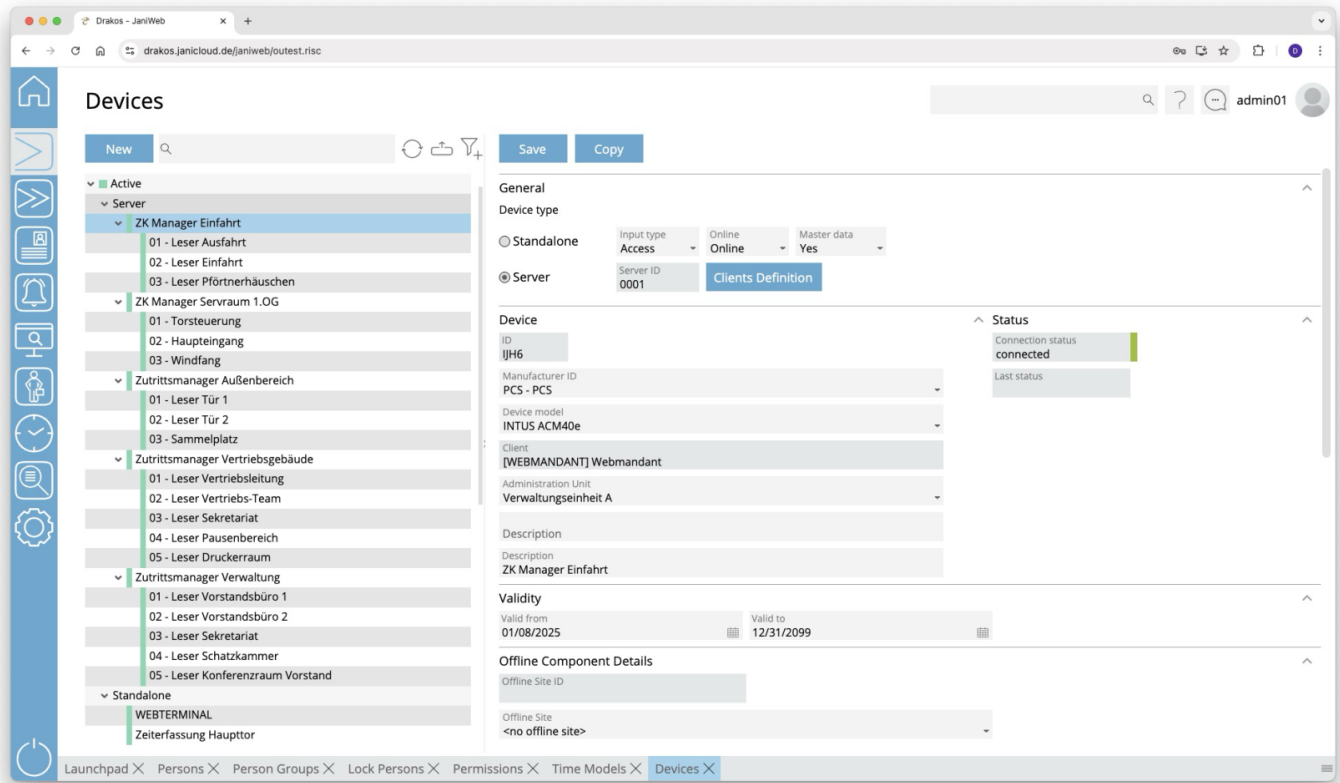 Drakos - JaniWeb
drakos.janicloud.de/janiweb/outest.risc
D
Devices
admin01
New
Save
Copy
Active
Server
ZK Manager Einfahrt
01 - Leser Ausfahrt
02 - Leser Einfahrt
03 - Leser Pförtnerhäuschen
ZK Manager Servraum 1.OG
01 - Torsteuerung
02 - Haupteingang
03 - Windfang
Zutrittsmanager Außenbereich
01 - Leser Tür 1
02 - Leser Tür 2
03 - Sammelplatz
Zutrittsmanager Vertriebsgebäude
01 - Leser Vertriebsleitung
02 - Leser Vertriebs-Team
03 - Leser Sekretariat
04 - Leser Pausenbereich
05 - Leser Druckerraum
Zutrittsmanager Verwaltung
01 - Leser Vorstandsbüro 1
02 - Leser Vorstandsbüro 2
03 - Leser Sekretariat
04 - Leser Schatzkammer
05 - Leser Konferenzraum Vorstand
Standalone
WEBTERMINAL
Zeiterfassung Haupttor
General
Device type
Standalone
Input type
Access
Online
Online
Master data
Yes
Server
Server ID
0001
Clients Definition
Device
ID
IJH6
Manufacturer ID
PCS - PCS
Device model
INTUS ACM40e
Client
[WEBMANDANT] Webmandant
Administration Unit
Verwaltungseinheit A
Description
Description
ZK Manager Einfahrt
Status
Connection status
connected
Last status
Validity
Valid from
01/08/2025
Valid to
12/31/2099
Offline Component Details
Offline Site ID
Offline Site
<no offline site>
Launchpad Persons Person Groups Lock Persons Permissions Time Models Devices